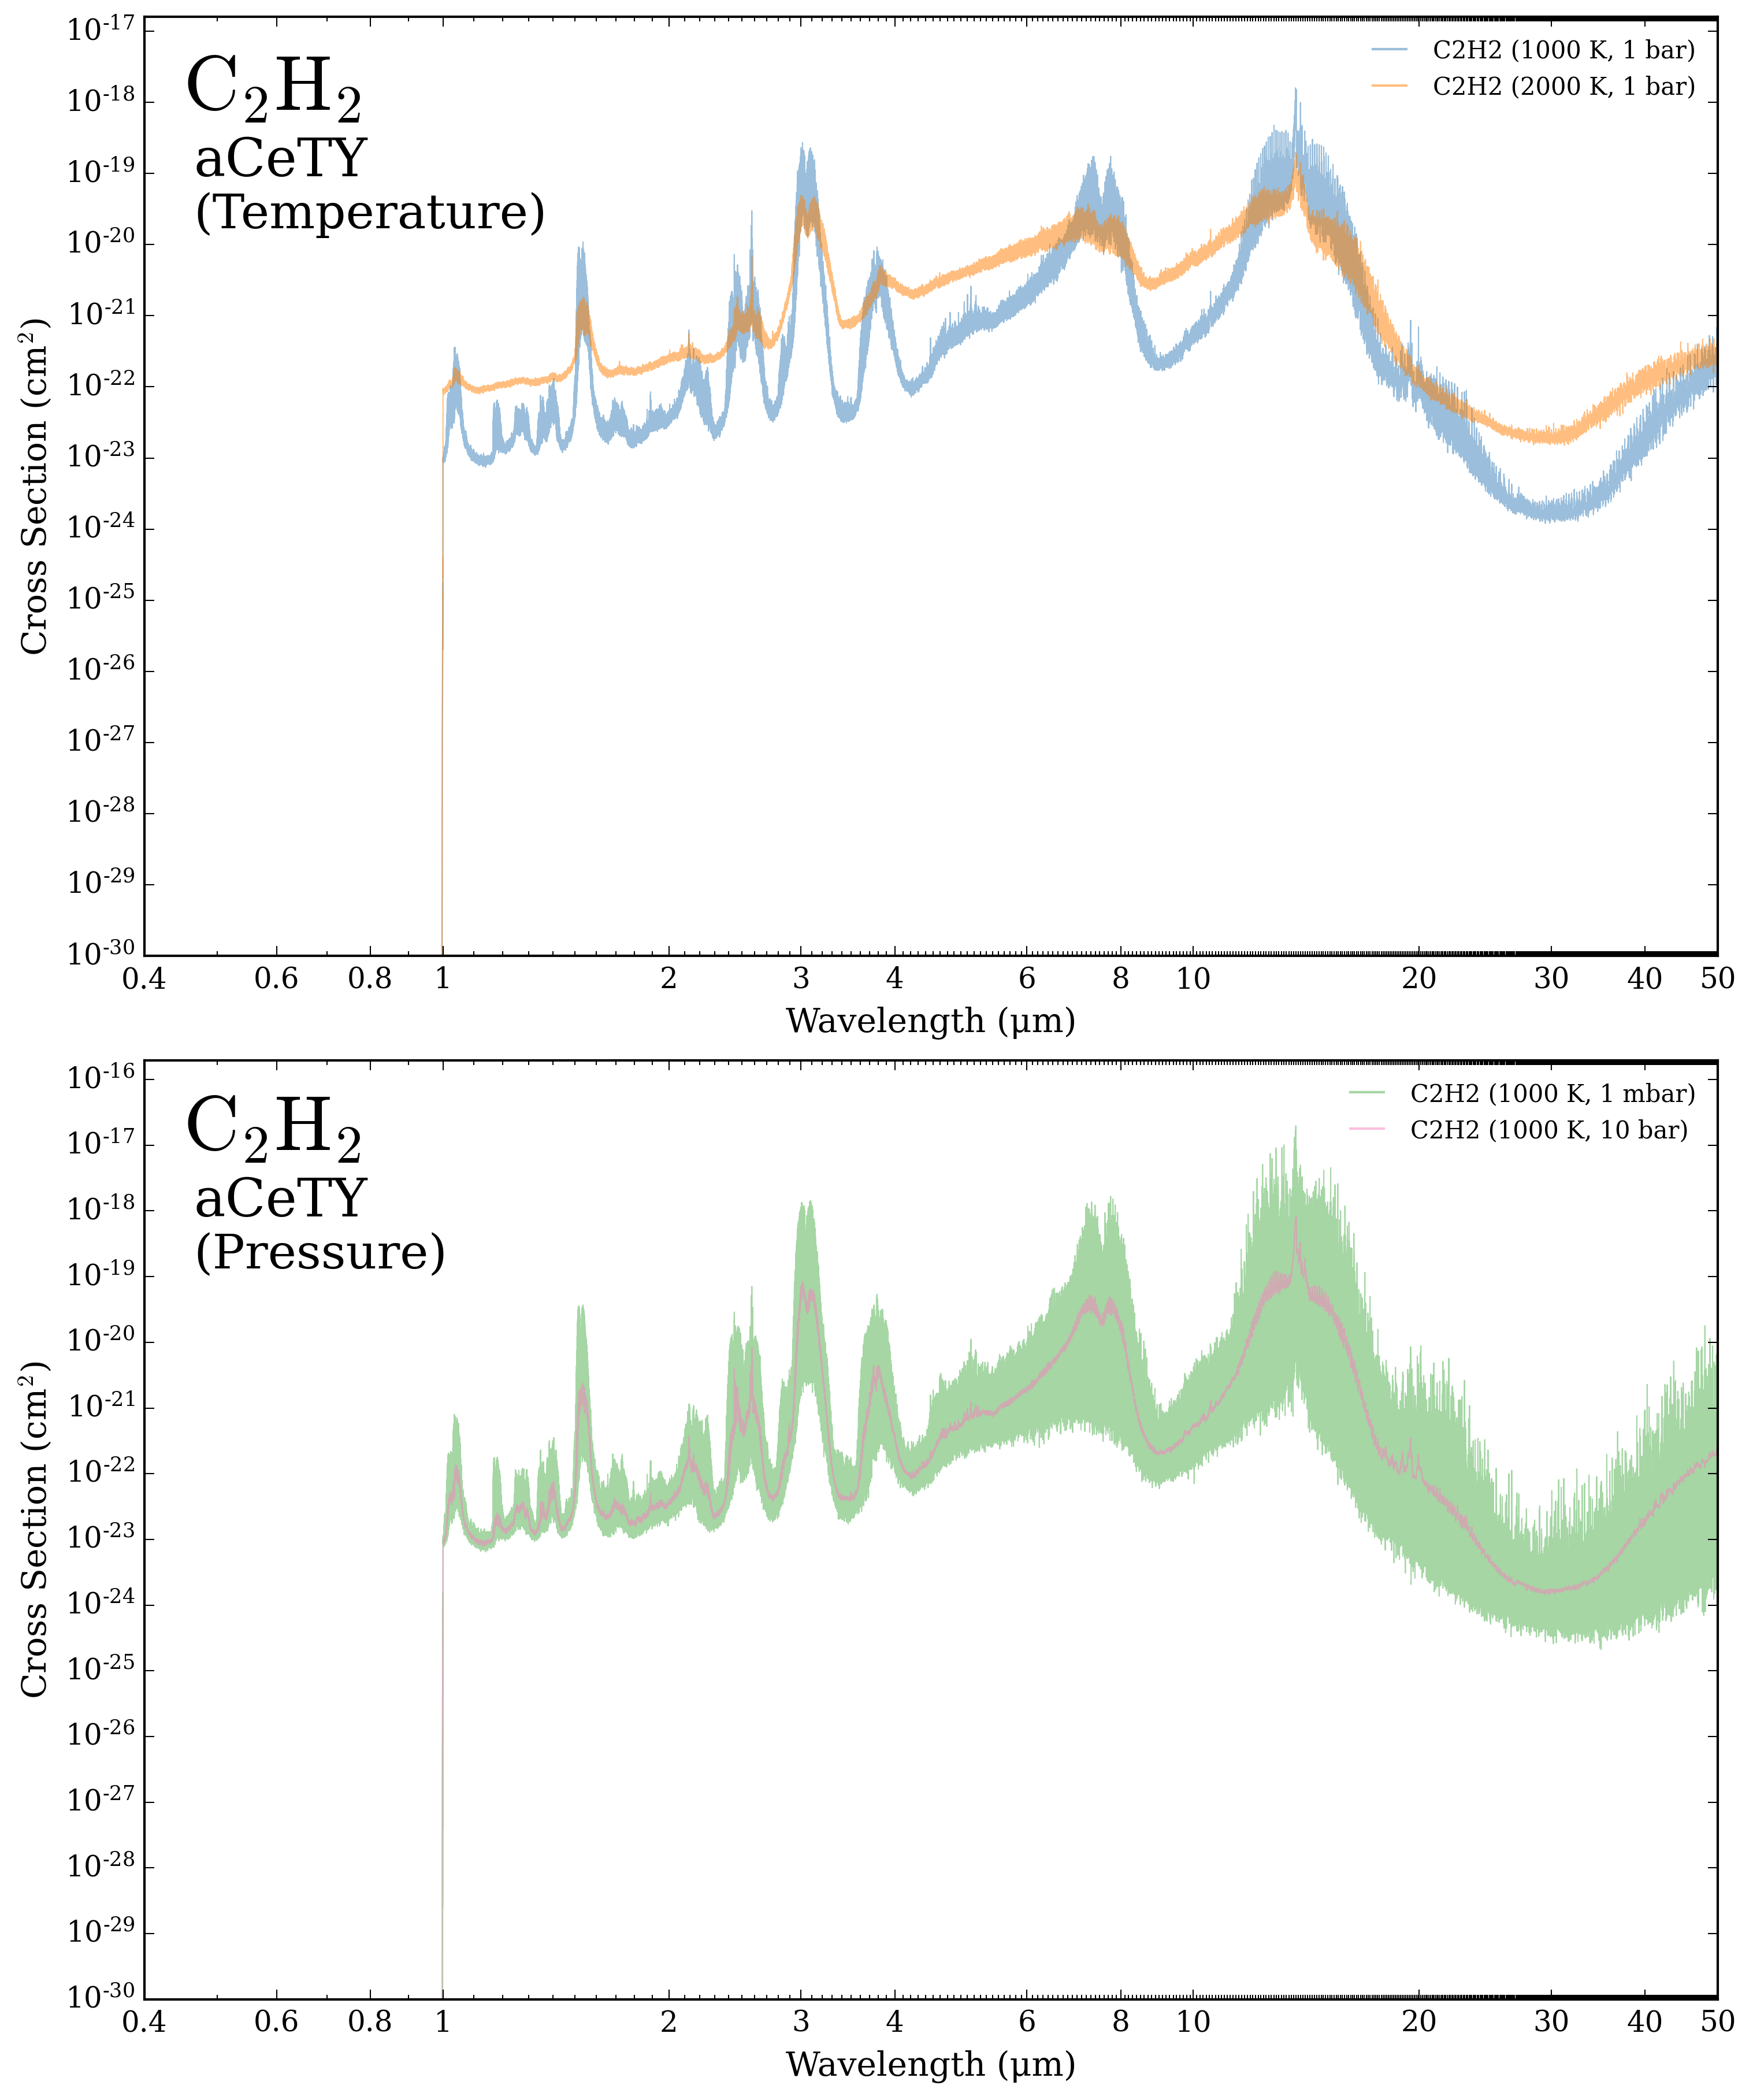 C₂H₂
aCeTY
(Temperature)
C2H2 (1000 K, 1 bar)
C2H2 (2000 K, 1 bar)
Cross Section (cm²)
10⁻¹⁷
10⁻¹⁸
10⁻¹⁹
10⁻²⁰
10⁻²¹
10⁻²²
10⁻²³
10⁻²⁴
10⁻²⁵
10⁻²⁶
10⁻²⁷
10⁻²⁸
10⁻²⁹
10⁻³⁰
0.4 0.6 0.8 1 2 3 4 6 8 10 20 30 40 50
Wavelength (μm)
C₂H₂
aCeTY
(Pressure)
C2H2 (1000 K, 1 mbar)
C2H2 (1000 K, 10 bar)
Cross Section (cm²)
10⁻¹⁶
10⁻¹⁷
10⁻¹⁸
10⁻¹⁹
10⁻²⁰
10⁻²¹
10⁻²²
10⁻²³
10⁻²⁴
10⁻²⁵
10⁻²⁶
10⁻²⁷
10⁻²⁸
10⁻²⁹
10⁻³⁰
0.4 0.6 0.8 1 2 3 4 6 8 10 20 30 40 50
Wavelength (μm)